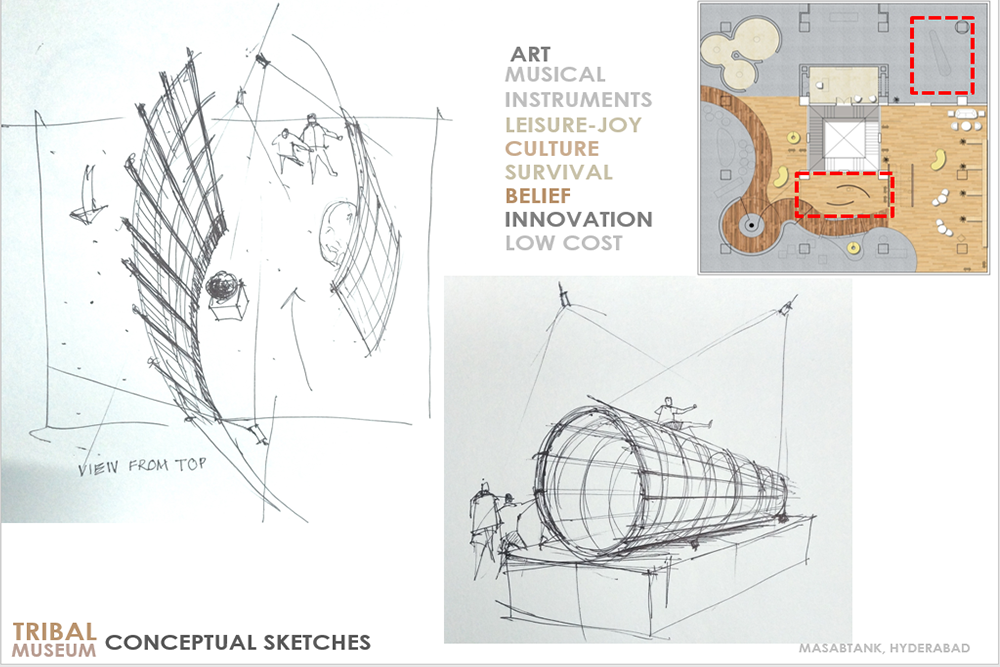 ART
MUSICAL
INSTRUMENTS
LEISURE-JOY
CULTURE
SURVIVAL
BELIEF
INNOVATION
LOW COST
VIEW FROM TOP
TRIBAL
MUSEUM CONCEPTUAL SKETCHES
MASABTANK, HYDERABAD